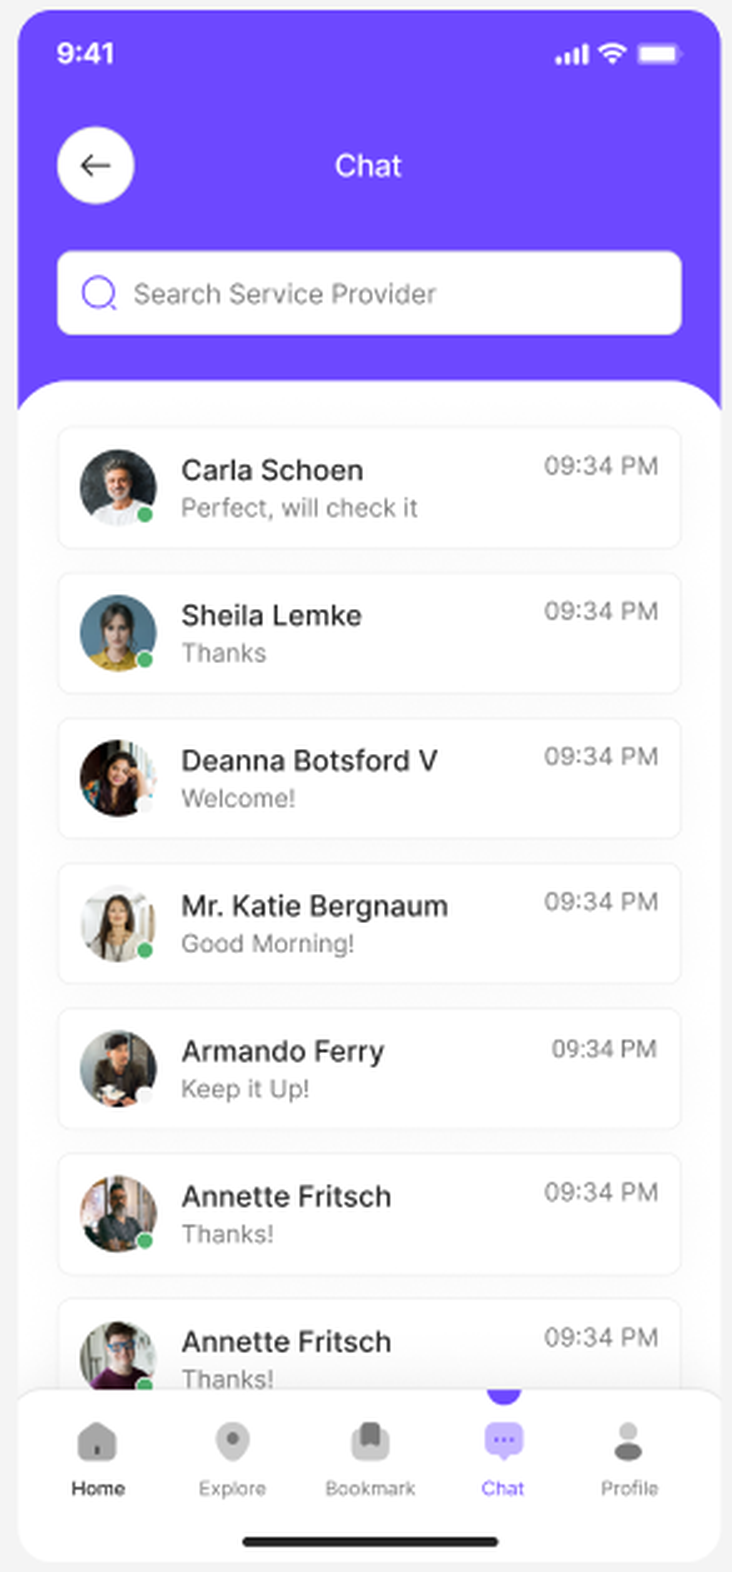 9:41
Chat
Search Service Provider
Carla Schoen
09:34 PM
Perfect, will check it
Sheila Lemke
09:34 PM
Thanks
Deanna Botsford V
09:34 PM
Welcome!
Mr. Katie Bergnaum
09:34 PM
Good Morning!
Armando Ferry
09:34 PM
Keep it Up!
Annette Fritsch
09:34 PM
Thanks!
Annette Fritsch
09:34 PM
Thanks!
Home
Explore
Bookmark
Chat
Profile